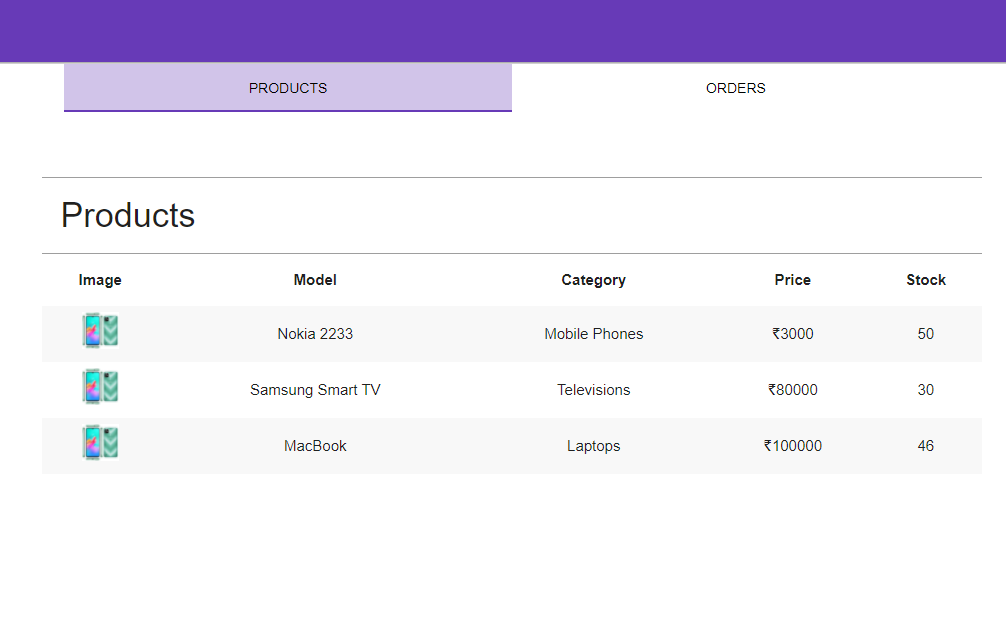 PRODUCTS ORDERS
Products
Image Model Category Price Stock
Nokia 2233 Mobile Phones ₹3000 50
Samsung Smart TV Televisions ₹80000 30
MacBook Laptops ₹100000 46